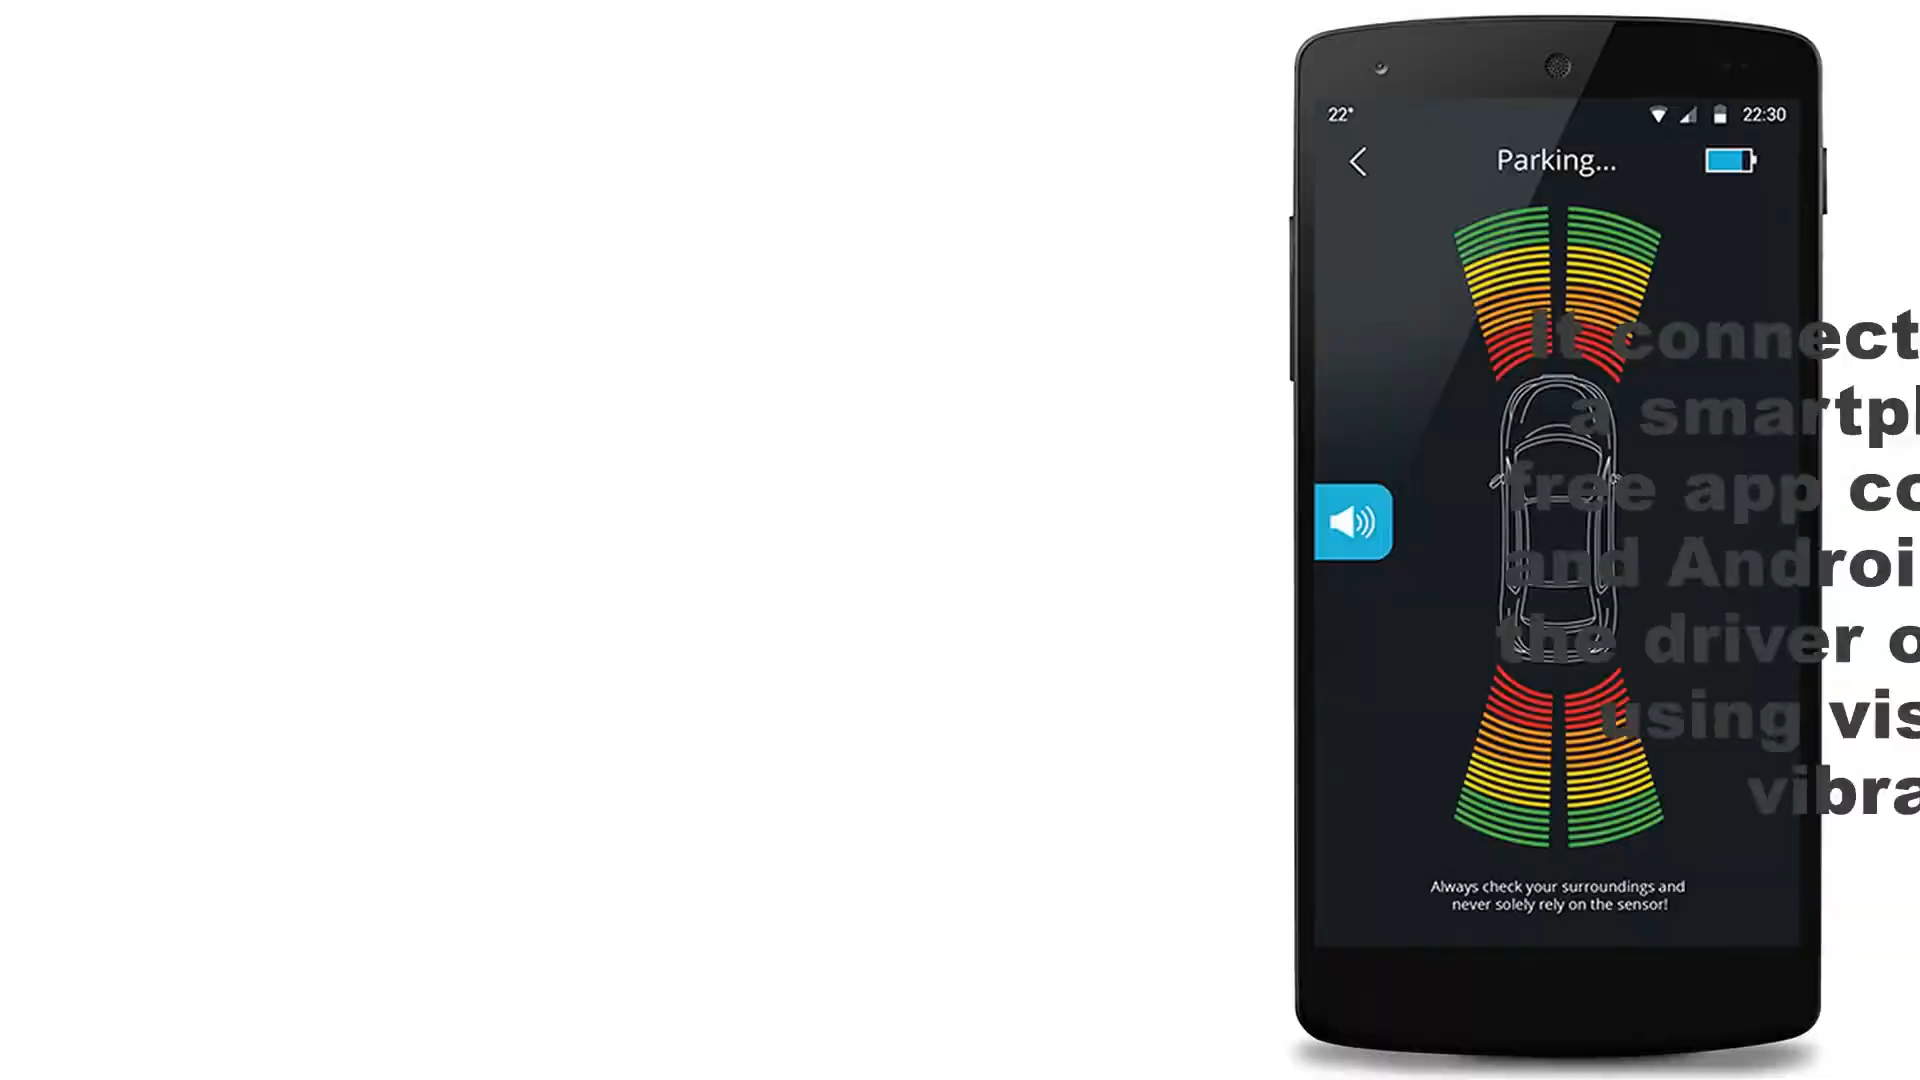 22°
22:30
Parking...
It connect
a smartph
free app co
and Androi
the driver o
using vis
vibra
Always check your surroundings and
never solely rely on the sensor!